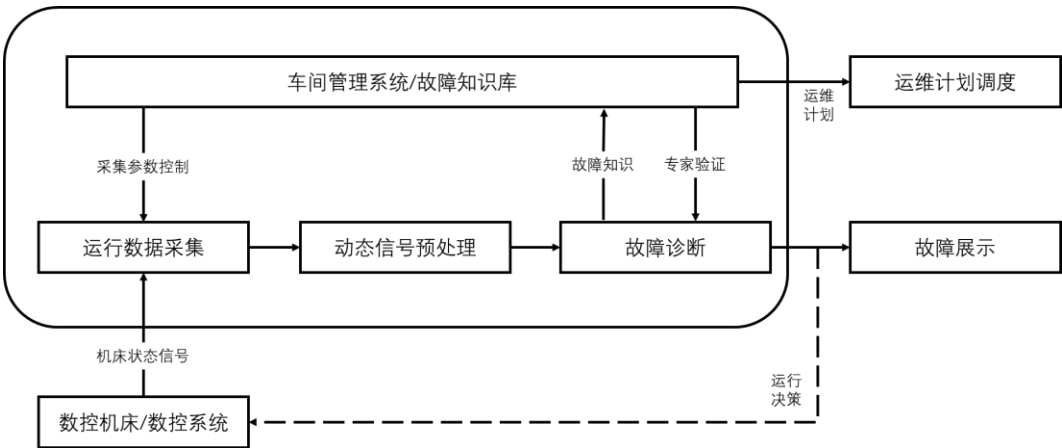 车间管理系统/故障知识库
运维计划调度
运维
计划
采集参数控制
故障知识
专家验证
运行数据采集
动态信号预处理
故障诊断
故障展示
机床状态信号
运行
决策
数控机床/数控系统